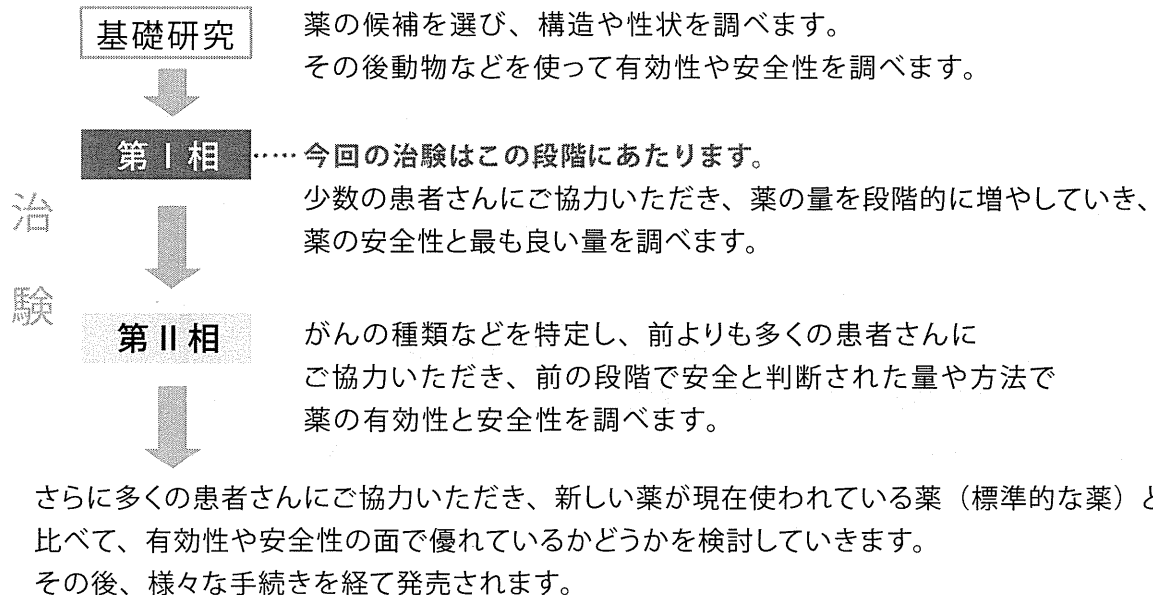 基礎研究
薬の候補を選び、構造や性状を調べます。
その後動物などを使って有効性や安全性を調べます。
治験
第Ⅰ相 ‥‥今回の治験はこの段階にあたります。
少数の患者さんにご協力いただき、薬の量を段階的に増やしていき、
薬の安全性と最も良い量を調べます。
第Ⅱ相
がんの種類などを特定し、前よりも多くの患者さんに
ご協力いただき、前の段階で安全と判断された量や方法で
薬の有効性と安全性を調べます。
さらに多くの患者さんにご協力いただき、新しい薬が現在使われている薬（標準的な薬）と
比べて、有効性や安全性の面で優れているかどうかを検討していきます。
その後、様々な手続きを経て発売されます。